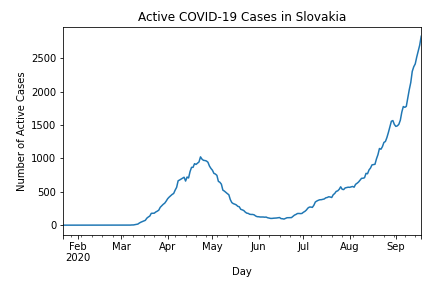 Active COVID-19 Cases in Slovakia
Number of Active Cases
2500
2000
1500
1000
500
0
Feb Mar Apr May Jun Jul Aug Sep
2020
Day